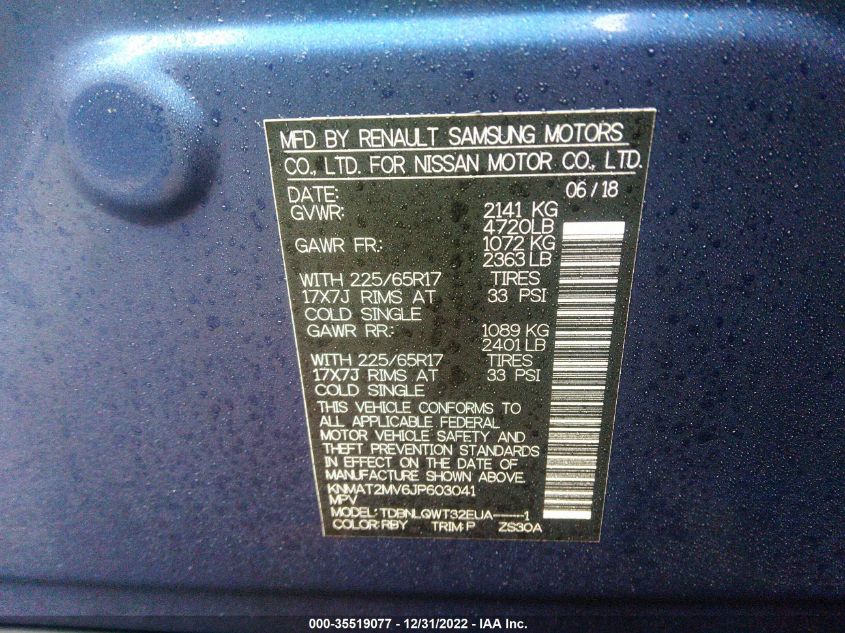 MFD BY RENAULT SAMSUNG MOTORS
CO., LTD. FOR NISSAN MOTOR CO., LTD.
DATE: 06/18
GVWR: 2141 KG
4720LB
GAWR FR: 1072 KG
2363 LB
WITH 225/65R17 TIRES
17X7J RIMS AT 33 PSI
COLD SINGLE
GAWR RR: 1089 KG
2401 LB
WITH 225/65R17 TIRES
17X7J RIMS AT 33 PSI
COLD SINGLE
THIS VEHICLE CONFORMS TO
ALL APPLICABLE FEDERAL
MOTOR VEHICLE SAFETY AND
THEFT PREVENTION STANDARDS
IN EFFECT ON THE DATE OF
MANUFACTURE SHOWN ABOVE.
KNMAT2MV6JP603041
MPV
MODEL: TDBNLQWT32EUA-----1
COLOR: RBY TRIM: P ZS30A
000-35519077 - 12/31/2022 - IAA Inc.